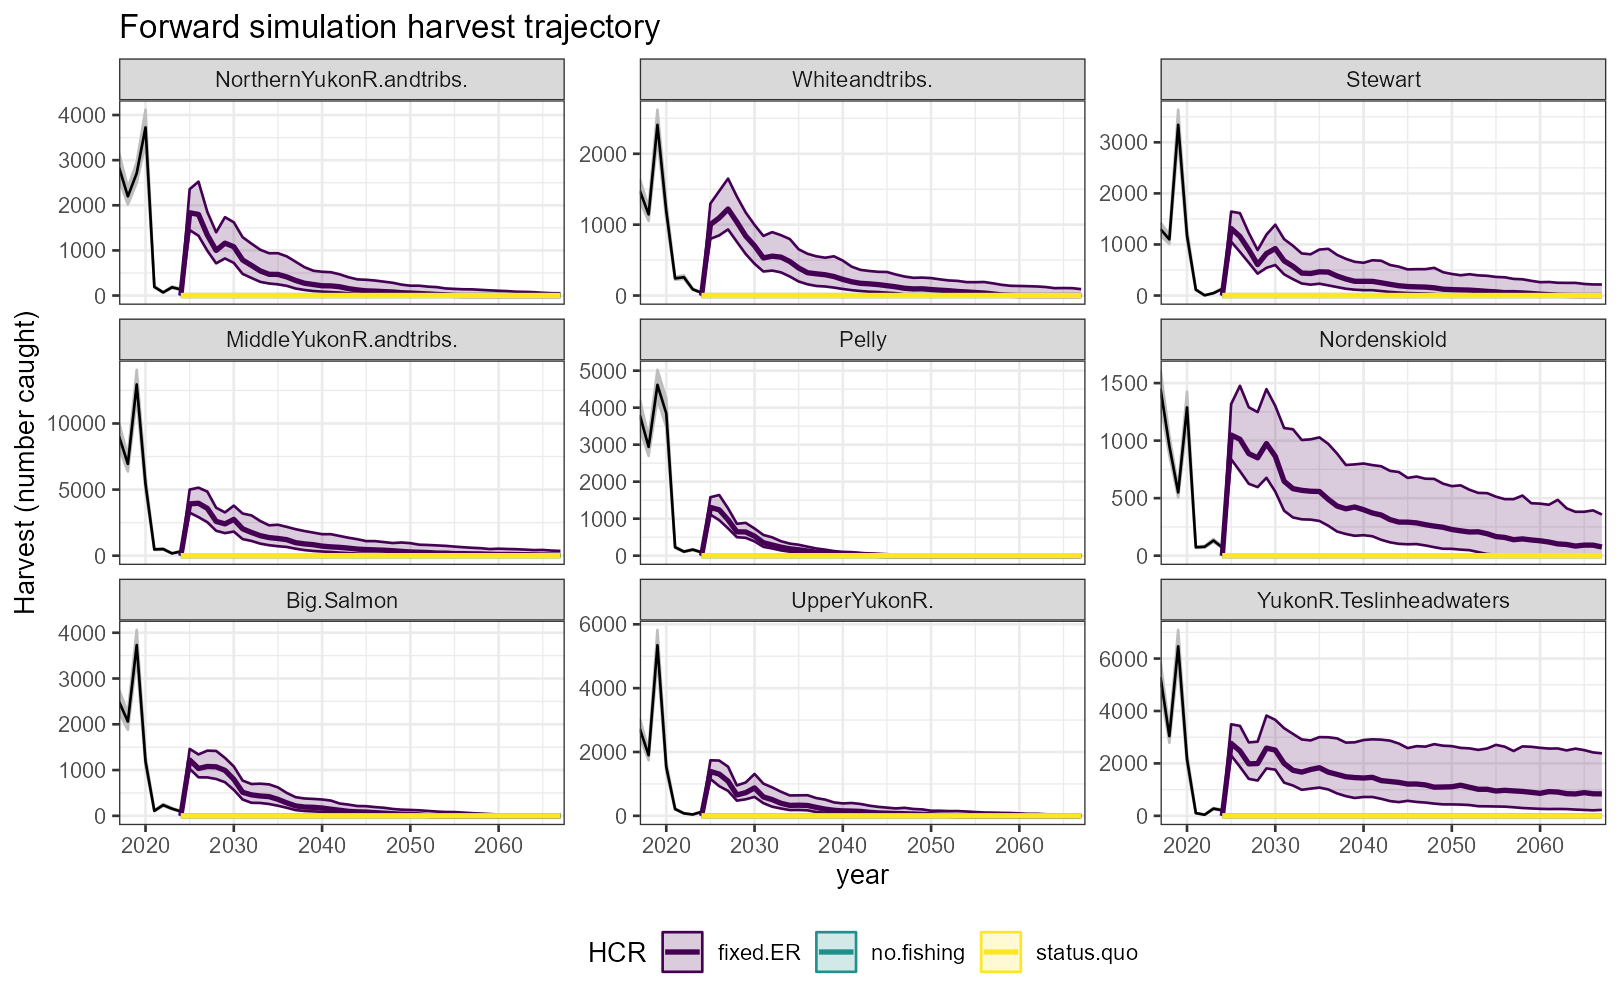 Forward simulation harvest trajectory
NorthernYukonR.andtribs.
Whiteandtribs.
Stewart
4000
3000
2000
1000
0
2000
1000
0
3000
2000
1000
0
MiddleYukonR.andtribs.
Pelly
Nordenskiold
10000
5000
0
5000
4000
3000
2000
1000
0
1500
1000
500
0
Big.Salmon
UpperYukonR.
YukonR.Teslinheadwaters
4000
3000
2000
1000
0
6000
4000
2000
0
6000
4000
2000
0
2020 2030 2040 2050 2060
2020 2030 2040 2050 2060
2020 2030 2040 2050 2060
Harvest (number caught)
year
HCR fixed.ER no.fishing status.quo